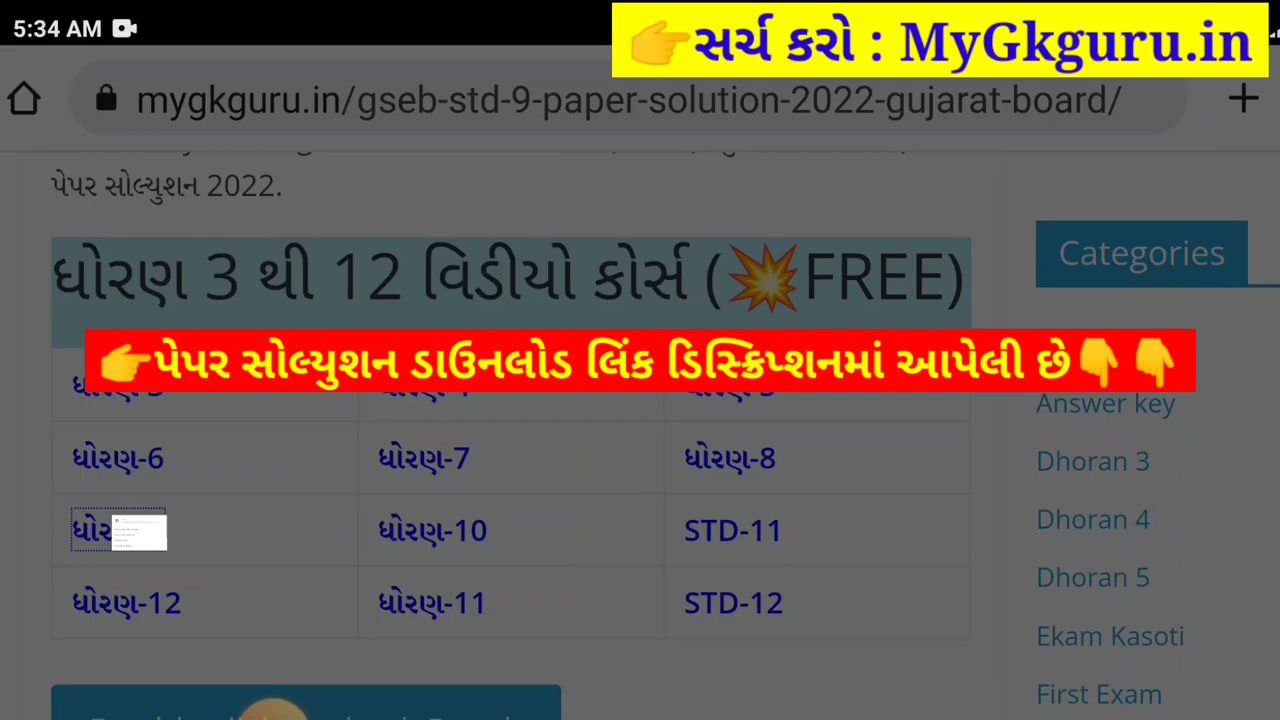 5:34 AM
👉સર્ચ કરો : MyGkguru.in
mygkguru.in/gseb-std-9-paper-solution-2022-gujarat-board/
પેપર સોલ્યુશન 2022.
ધોરણ 3 થી 12 વિડીયો કોર્સ (💥FREE)
Categories
👉પેપર સોલ્યુશન ડાઉનલોડ લિંક ડિસ્ક્રિપ્શનમાં આપેલી છે👇👇
Answer key
ધોરણ-6 ધોરણ-7 ધોરણ-8
Dhoran 3
ધોરણ-10 STD-11
Dhoran 4
Dhoran 5
ધોરણ-12 ધોરણ-11 STD-12
Ekam Kasoti
First Exam